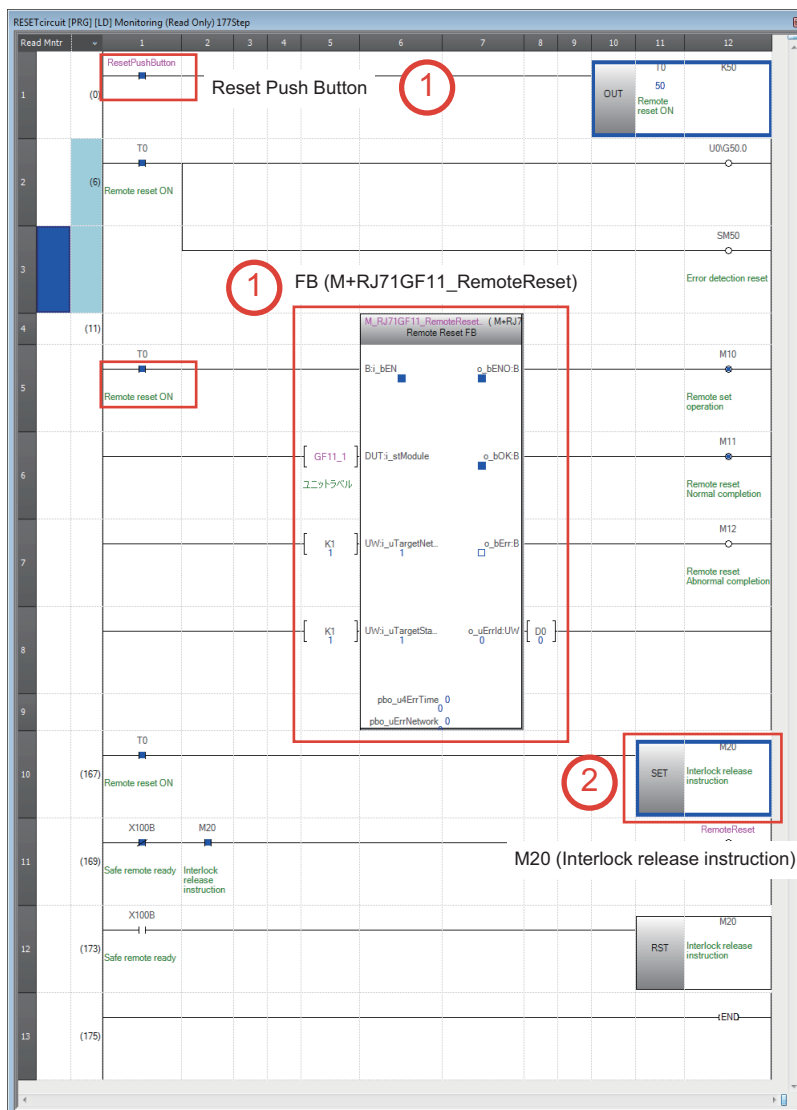 RESETcircuit [PRG] [LD] Monitoring (Read Only) 177Step
Read Mntr 1 2 3 4 5 6 7 8 9 10 11 12
ResetPushButton
Reset Push Button
1
1
(0)
OUT
T0
K50
50
Remote
reset ON
2
(6)
T0
Remote reset ON
U0\G50.0
3
SM50
Error detection reset
1
FB (M+RJ71GF11_RemoteReset)
4
(11)
M_RJ71GF11_RemoteReset.. ( M+RJ7
Remote Reset FB
5
T0
Remote reset ON
B:i_bEN
o_bENO:B
M10
Remote set
operation
6
GF11_1
ユニットラベル
DUT:i_stModule
o_bOK:B
M11
Remote reset
Normal completion
7
K1
1
UW:i_uTargetNet..
1
o_bErr:B
M12
Remote reset
Abnormal completion
8
K1
1
UW:i_uTargetSta..
1
o_uErrId:UW
0
D0
0
9
pbo_u4ErrTime 0
0
pbo_uErrNetwork 0
10
(167)
T0
Remote reset ON
2
SET
M20
Interlock release
instruction
11
(169)
X100B
Safe remote ready
M20
Interlock
release
instruction
RemoteReset
M20 (Interlock release instruction)
12
(173)
X100B
Safe remote ready
RST
M20
Interlock release
instruction
13
(175)
END